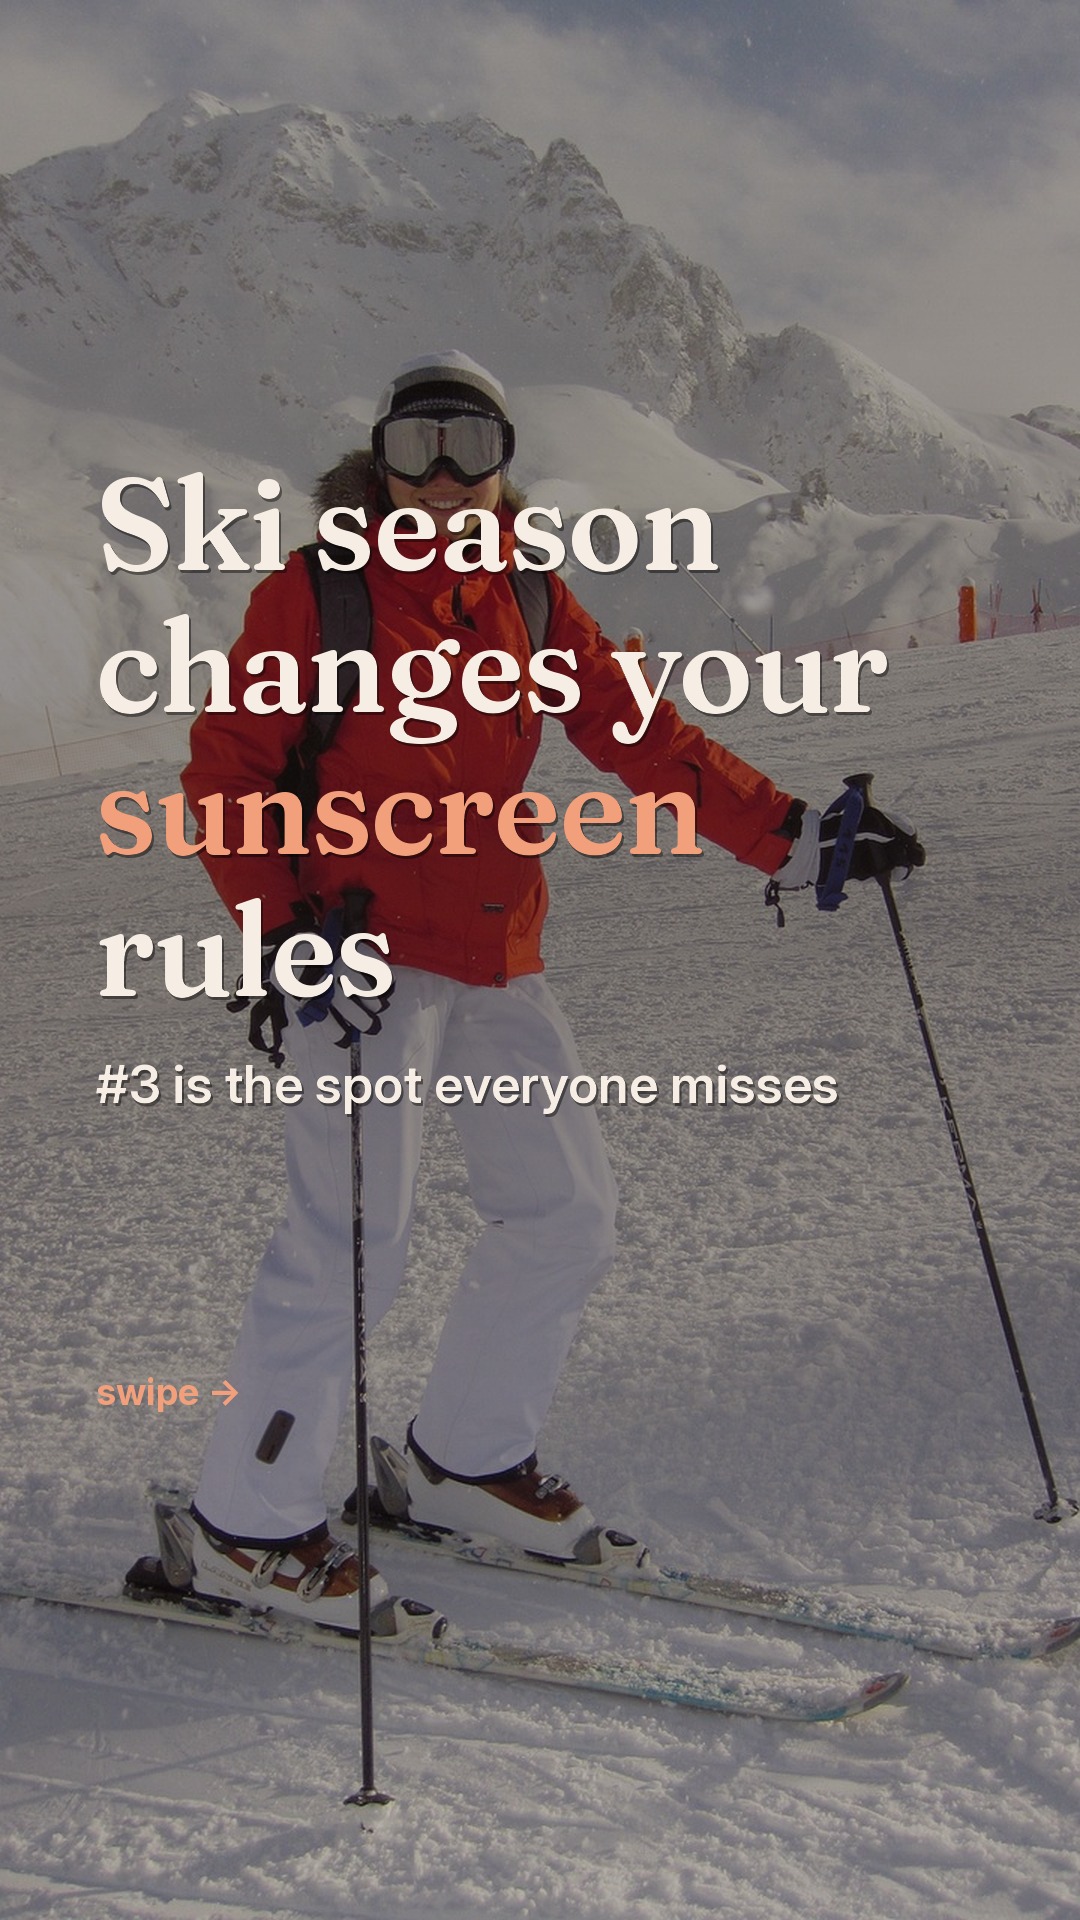 Ski season
changes your
sunscreen
rules
#3 is the spot everyone misses
swipe →